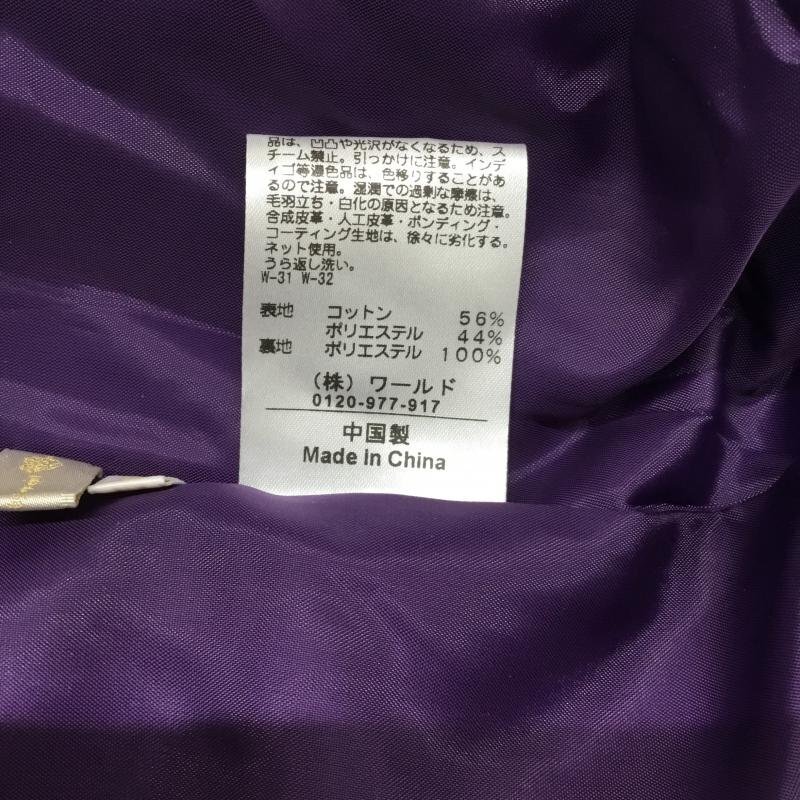 品は、凹凸や光沢がなくなるため、ス
チーム禁止。引っかけに注意。インデ
ィゴ等濃色品は、色移りすることがあ
るので注意。湿潤での過剰な摩擦は、
毛羽立ち・白化の原因となるため注意。
合成皮革・人工皮革・ボンディング・
コーティング生地は、徐々に劣化する。
ネット使用。
うら返し洗い。
W-31 W-32
表地 コットン 56%
ポリエステル 44%
裏地 ポリエステル 100%
(株) ワールド
0120-977-917
中国製
Made in China